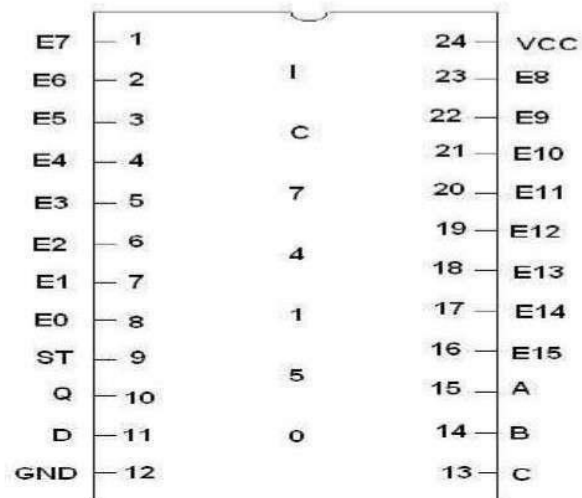 E7 1 I 24 VCC
E6 2 23 E8
E5 3 C 22 E9
E4 4 21 E10
E3 5 7 20 E11
E2 6 4 19 E12
E1 7 18 E13
E0 8 1 17 E14
ST 9 5 16 E15
Q 10 15 A
D 11 0 14 B
GND 12 13 C